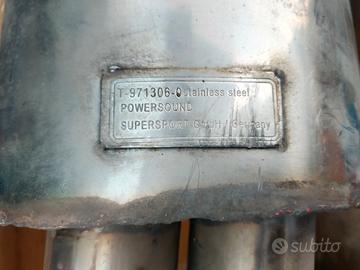 T-971306-0 stainless steel
POWERSOUND
SUPERSPORT GmbH / Germany
subito